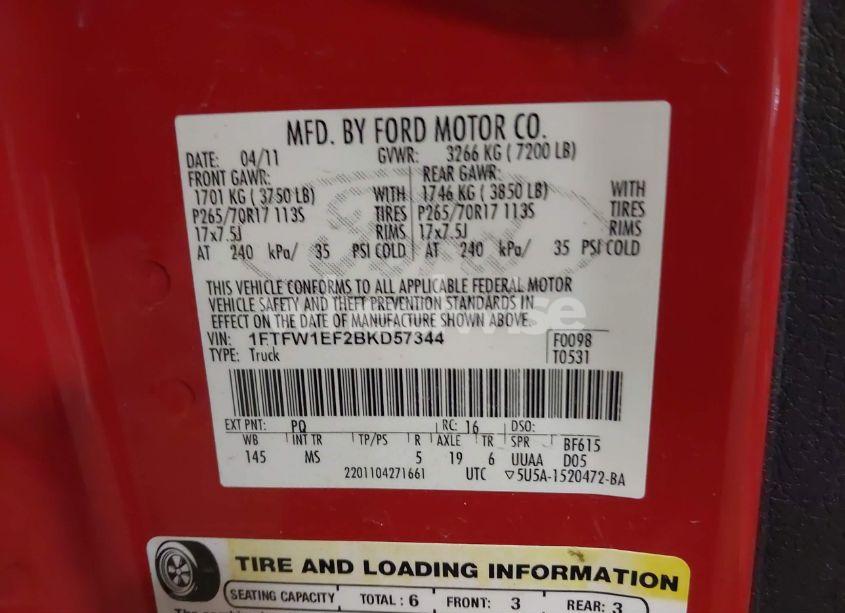 MFD. BY FORD MOTOR CO.
DATE: 04/11 GVWR: 3266 KG ( 7200 LB)
FRONT GAWR: REAR GAWR:
1701 KG ( 3750 LB) WITH 1746 KG ( 3850 LB) WITH
P265/70R17 113S TIRES P265/70R17 113S TIRES
17x7.5J RIMS 17x7.5J RIMS
AT 240 kPa/ 35 PSI COLD AT 240 kPa/ 35 PSI COLD
THIS VEHICLE CONFORMS TO ALL APPLICABLE FEDERAL MOTOR
VEHICLE SAFETY AND THEFT PREVENTION STANDARDS IN
EFFECT ON THE DATE OF MANUFACTURE SHOWN ABOVE.
VIN: 1FTFW1EF2BKD57344 F0098
TYPE: Truck T0531
EXT PNT: PQ RC: 16 DSO:
WB INT TR TP/PS R AXLE TR SPR BF615
145 MS 5 19 6 UUAA D05
2201104271661 UTC ▽5U5A-1520472-BA
TIRE AND LOADING INFORMATION
SEATING CAPACITY TOTAL : 6 FRONT: 3 REAR: 3